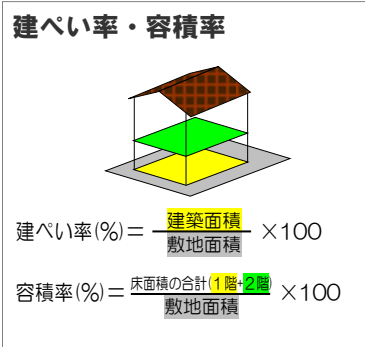 建ぺい率・容積率
建ぺい率(%)＝ 建築面積 ×100
敷地面積
容積率(%)＝ 床面積の合計(１階+２階) ×100
敷地面積